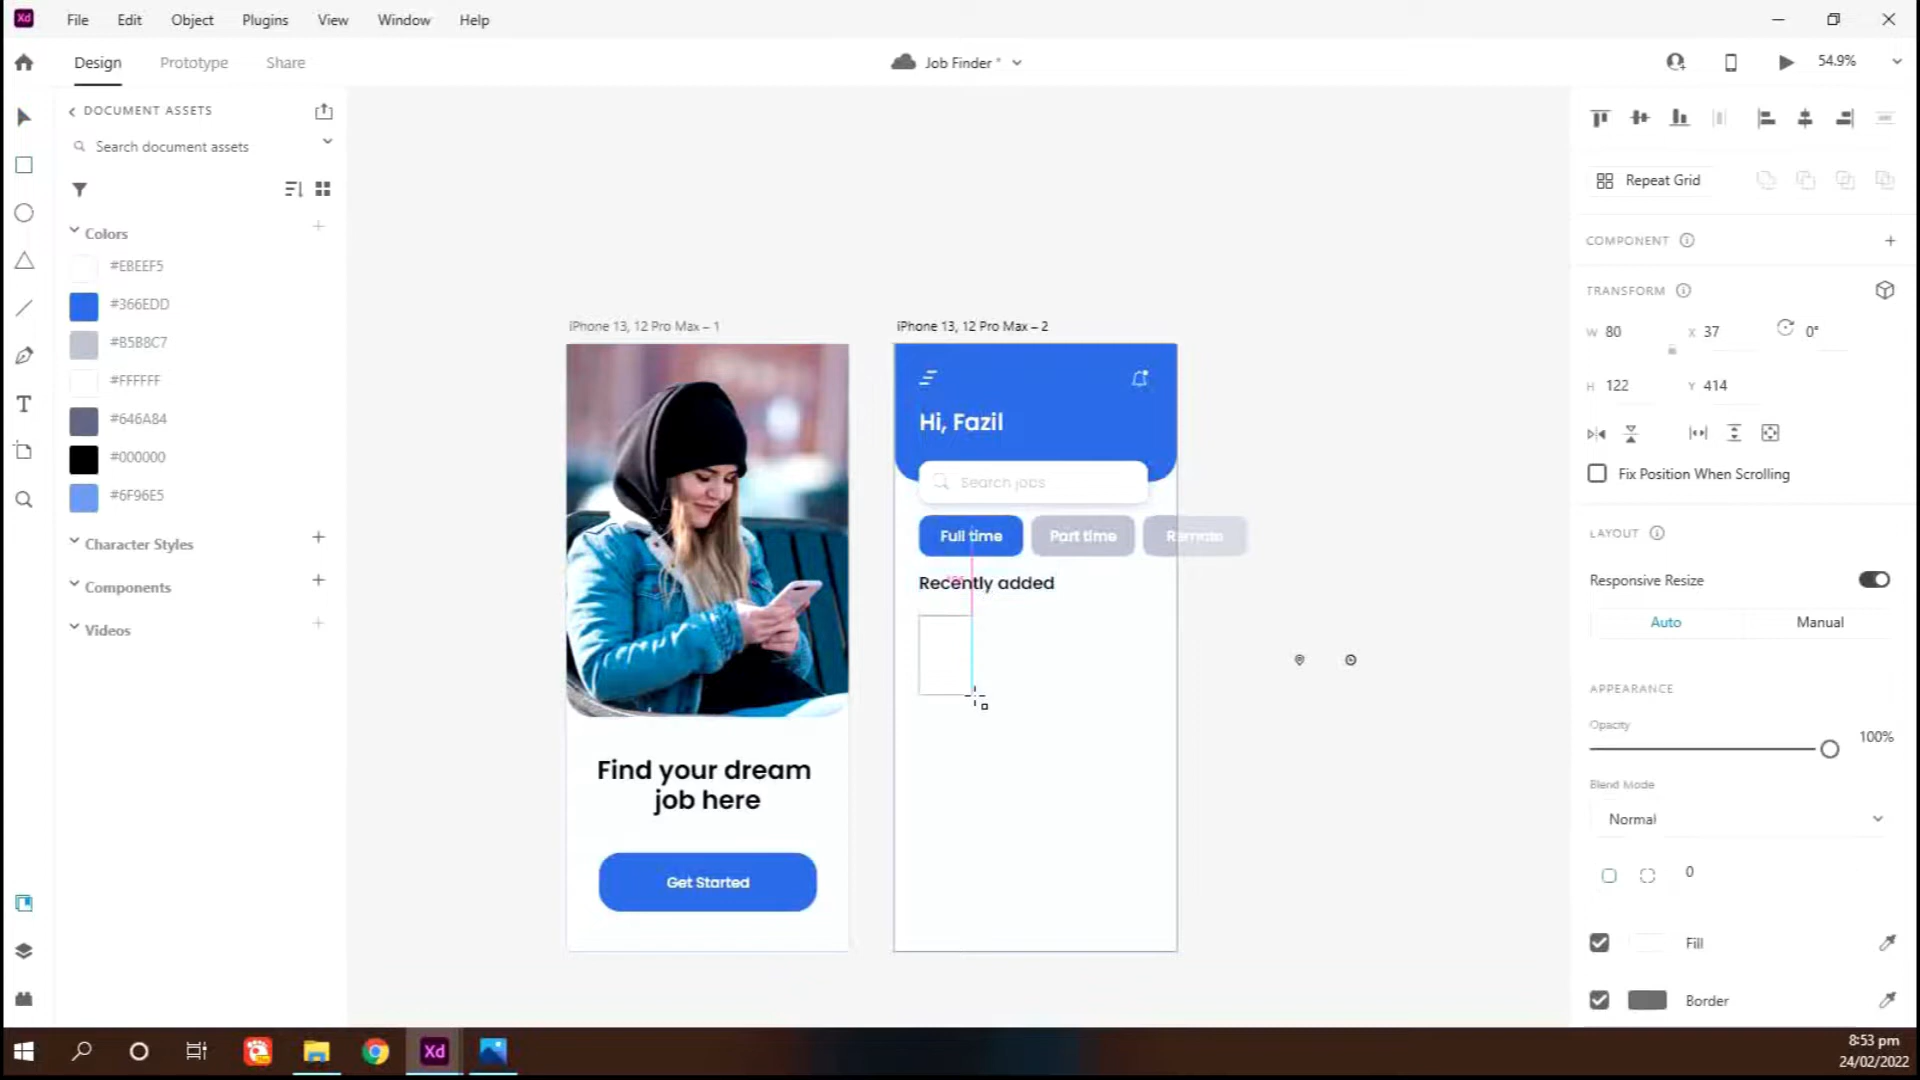 Xd
File
Edit
Object
Plugins
View
Window
Help
Design
Prototype
Share
Job Finder *
54.9%
DOCUMENT ASSETS
Search document assets
Colors
#EBEEF5
#366EDD
#B5B8C7
#FFFFFF
#646A84
#000000
#6F96E5
Character Styles
Components
Videos
iPhone 13, 12 Pro Max – 1
Find your dream
job here
Get Started
iPhone 13, 12 Pro Max – 2
Hi, Fazil
Search jobs
Full time
Part time
Remote
Recently added
Repeat Grid
COMPONENT
TRANSFORM
W 80
X 37
0°
H 122
Y 414
Fix Position When Scrolling
LAYOUT
Responsive Resize
Auto
Manual
APPEARANCE
Opacity
100%
Blend Mode
Normal
0
Fill
Border
Xd
8:53 pm
24/02/2022